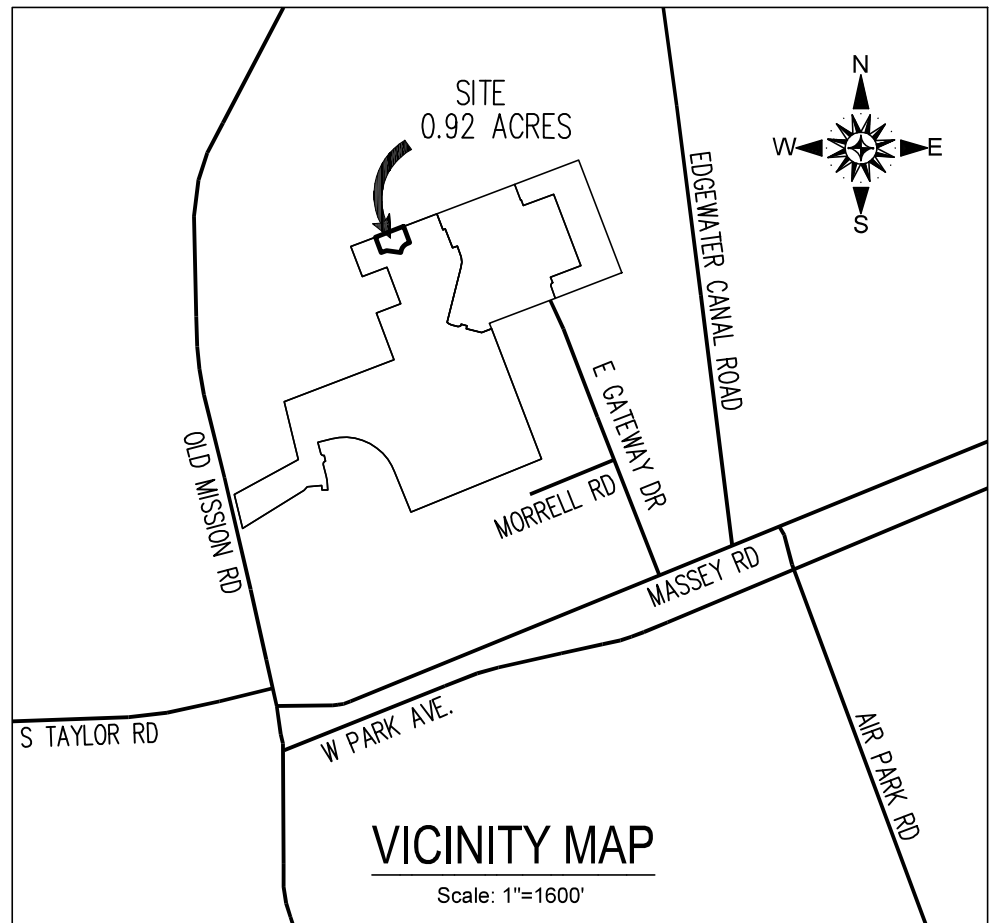 SITE
0.92 ACRES
N
W
E
S
EDGEWATER CANAL ROAD
E GATEWAY DR
OLD MISSION RD
MORRELL RD
MASSEY RD
S TAYLOR RD
W PARK AVE.
AIR PARK RD
VICINITY MAP
Scale: 1"=1600'